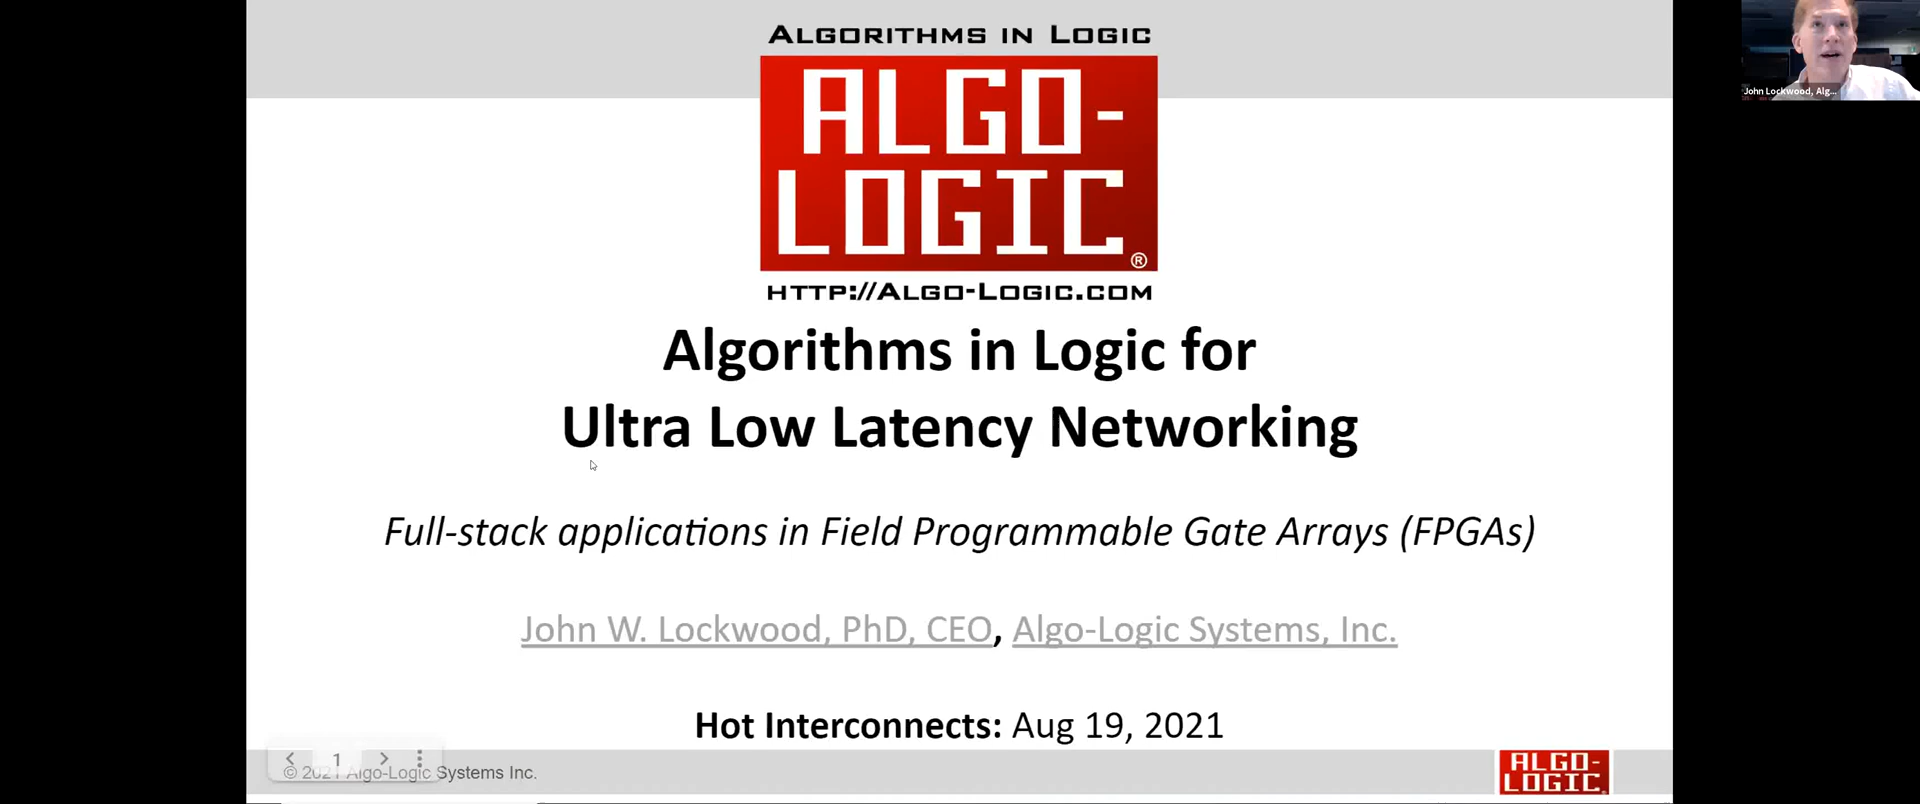 ALGORITHMS IN LOGIC
ALGO-
LOGIC
®
HTTP://ALGO-LOGIC.COM
Algorithms in Logic for
Ultra Low Latency Networking
Full-stack applications in Field Programmable Gate Arrays (FPGAs)
John W. Lockwood, PhD, CEO, Algo-Logic Systems, Inc.
Hot Interconnects: Aug 19, 2021
1
© 2021 Algo-Logic Systems Inc.
ALGO-
LOGIC
John Lockwood, Alg...